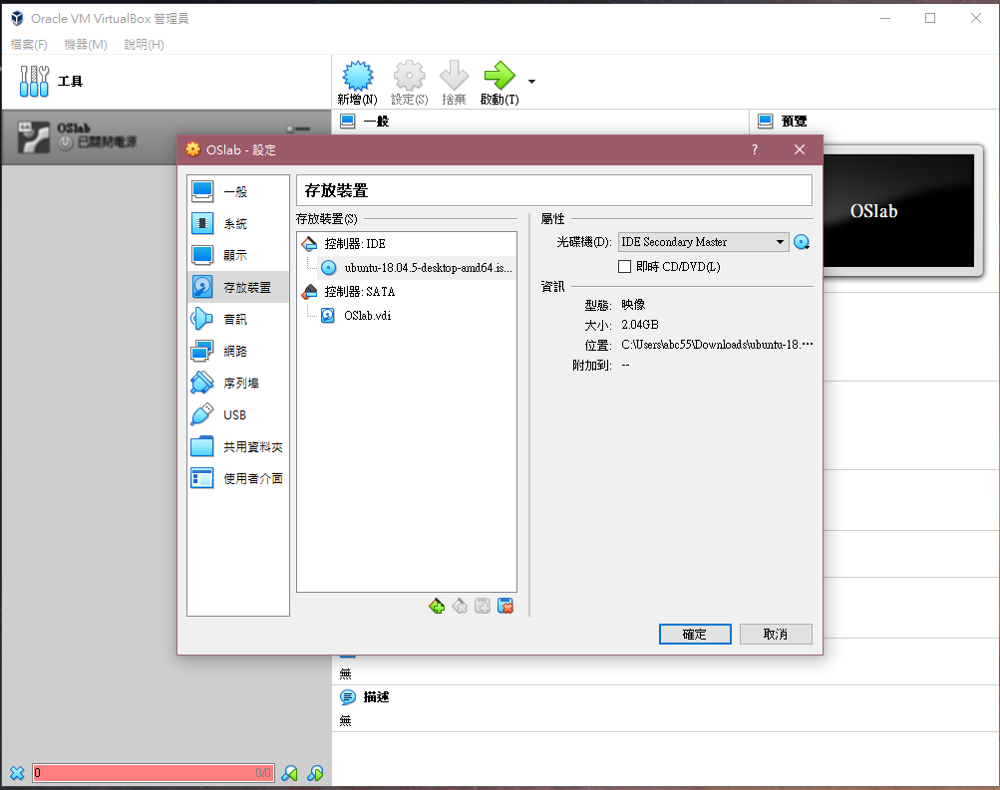 Oracle VM VirtualBox 管理員
檔案(F) 機器(M) 說明(H)
工具
新增(N) 設定(S) 捨棄 啟動(T)
OSlab
已關閉電源
一般
預覽
OSlab
OSlab - 設定
?
一般
系統
顯示
存放裝置
音訊
網路
序列埠
USB
共用資料夾
使用者介面
存放裝置
存放裝置(S)
控制器: IDE
ubuntu-18.04.5-desktop-amd64.is...
控制器: SATA
OSlab.vdi
屬性
光碟機(D): IDE Secondary Master
即時 CD/DVD(L)
資訊
型態: 映像
大小: 2.04GB
位置: C:\Users\abc55\Downloads\ubuntu-18.…
附加到: --
確定 取消
無
描述
無
0 0/0